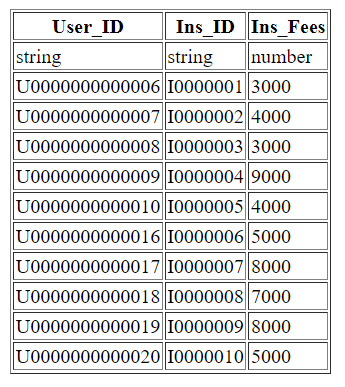 User_ID Ins_ID Ins_Fees
string string number
U0000000000006 I0000001 3000
U0000000000007 I0000002 4000
U0000000000008 I0000003 3000
U0000000000009 I0000004 9000
U0000000000010 I0000005 4000
U0000000000016 I0000006 5000
U0000000000017 I0000007 8000
U0000000000018 I0000008 7000
U0000000000019 I0000009 8000
U0000000000020 I0000010 5000